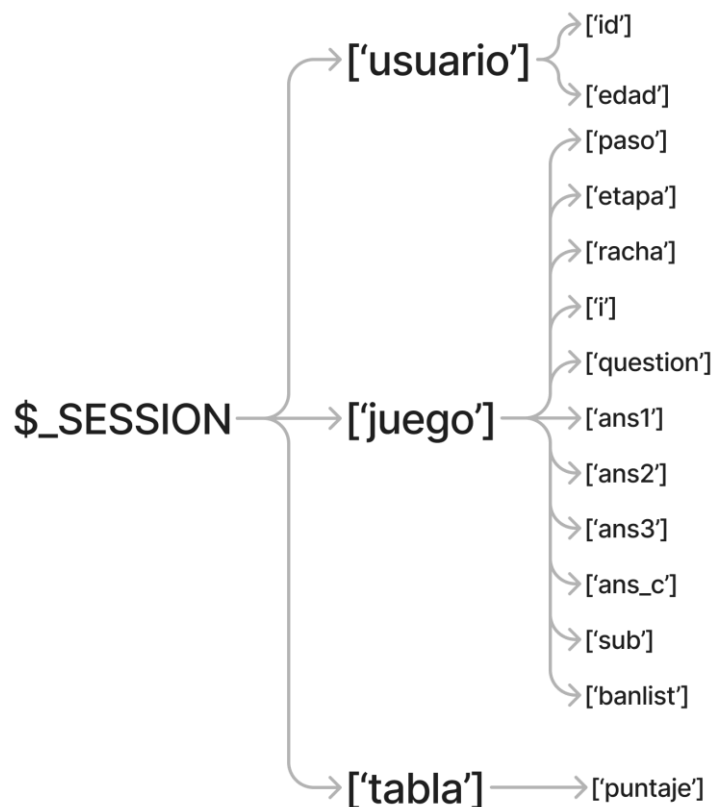 $_SESSION
[‘usuario’]
[‘id’]
[‘edad’]
[‘juego’]
[‘paso’]
[‘etapa’]
[‘racha’]
[‘i’]
[‘question’]
[‘ans1’]
[‘ans2’]
[‘ans3’]
[‘ans_c’]
[‘sub’]
[‘banlist’]
[‘tabla’]
[‘puntaje’]